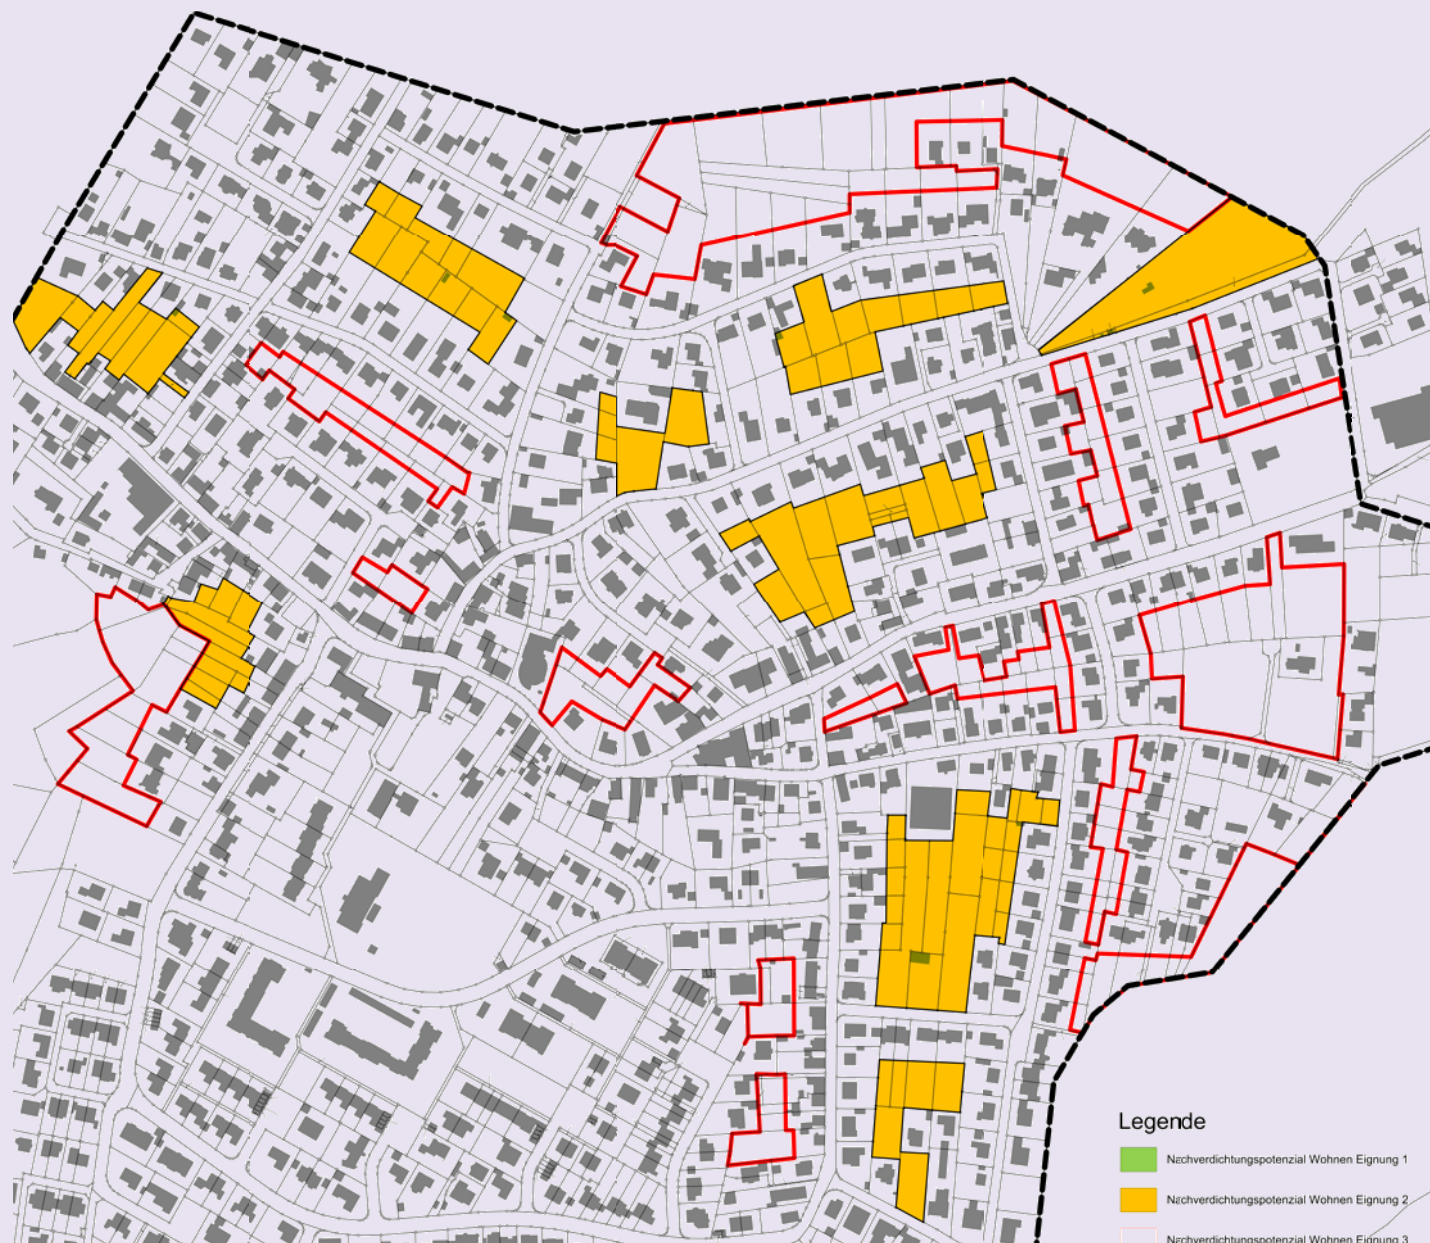 Legende
Nachverdichtungspotenzial Wohnen Eignung 1
Nachverdichtungspotenzial Wohnen Eignung 2
Nachverdichtungspotenzial Wohnen Eignung 3